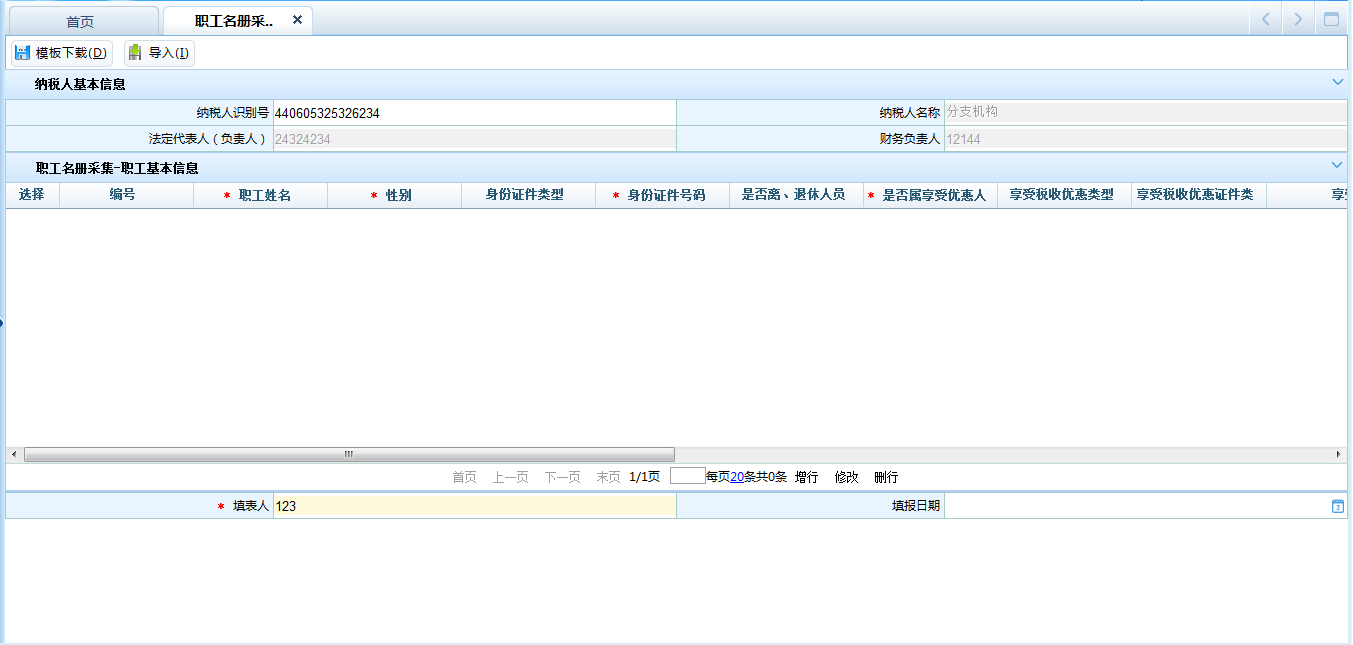 首页 职工名册采..
模板下载(D) 导入(I)
纳税人基本信息
纳税人识别号 440605325326234 纳税人名称 分支机构
法定代表人(负责人) 24324234 财务负责人 12144
职工名册采集-职工基本信息
选择 编号 * 职工姓名 * 性别 身份证件类型 * 身份证件号码 是否离、退休人员 * 是否属享受优惠人 享受税收优惠类型 享受税收优惠证件类 享
首页 上一页 下一页 末页 1/1页 每页20条共0条 增行 修改 删行
* 填表人 123 填报日期